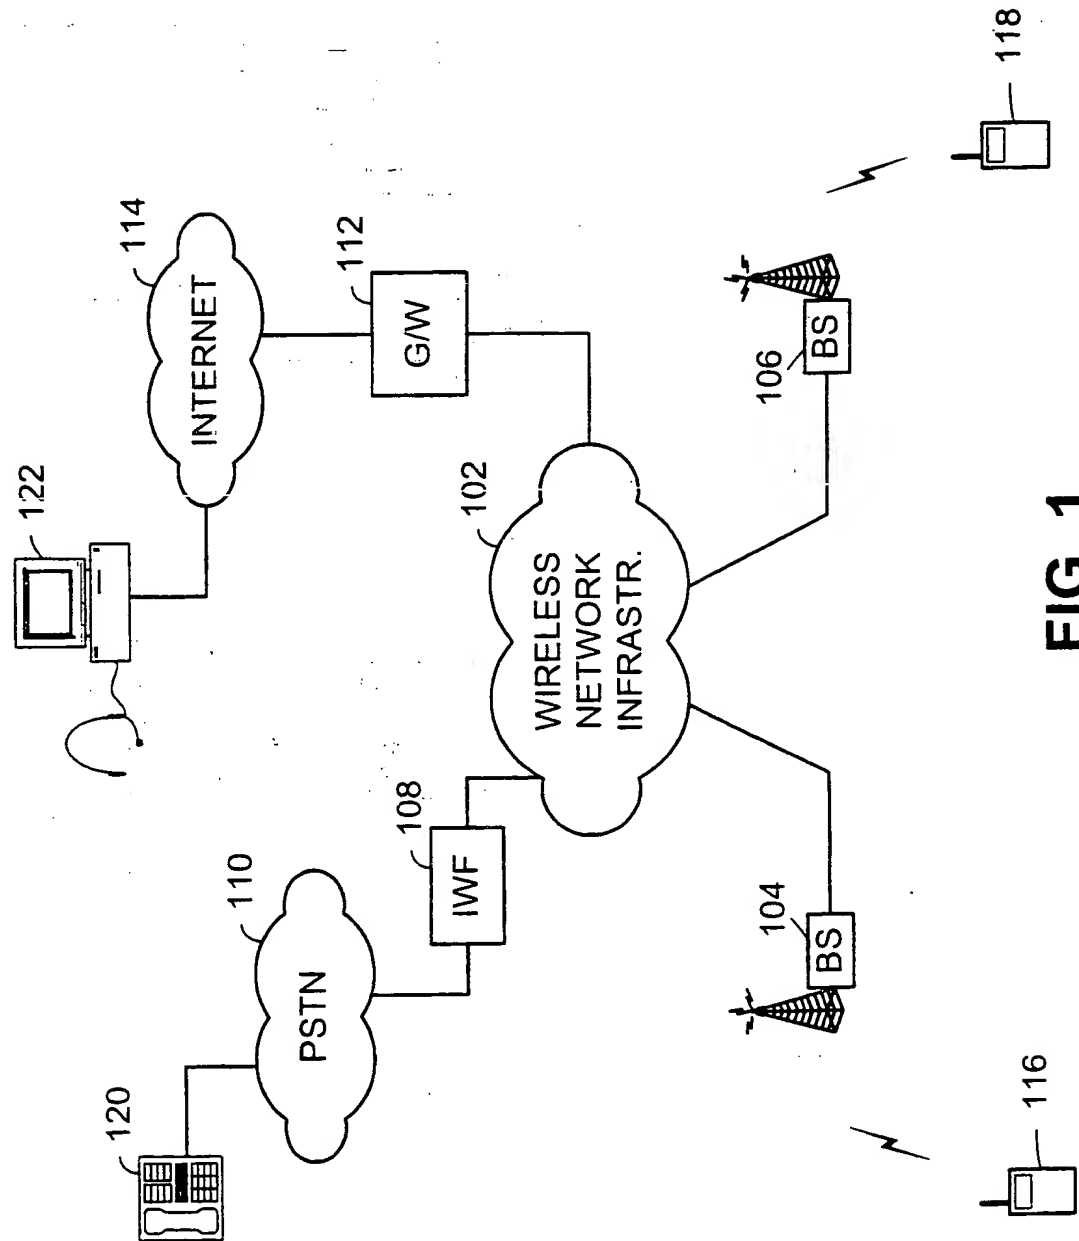 120
PSTN
110
122
INTERNET
114
IWF
108
G/W
112
WIRELESS
NETWORK
INFRASTR.
102
104
BS
106
BS
116
118
FIG. 1